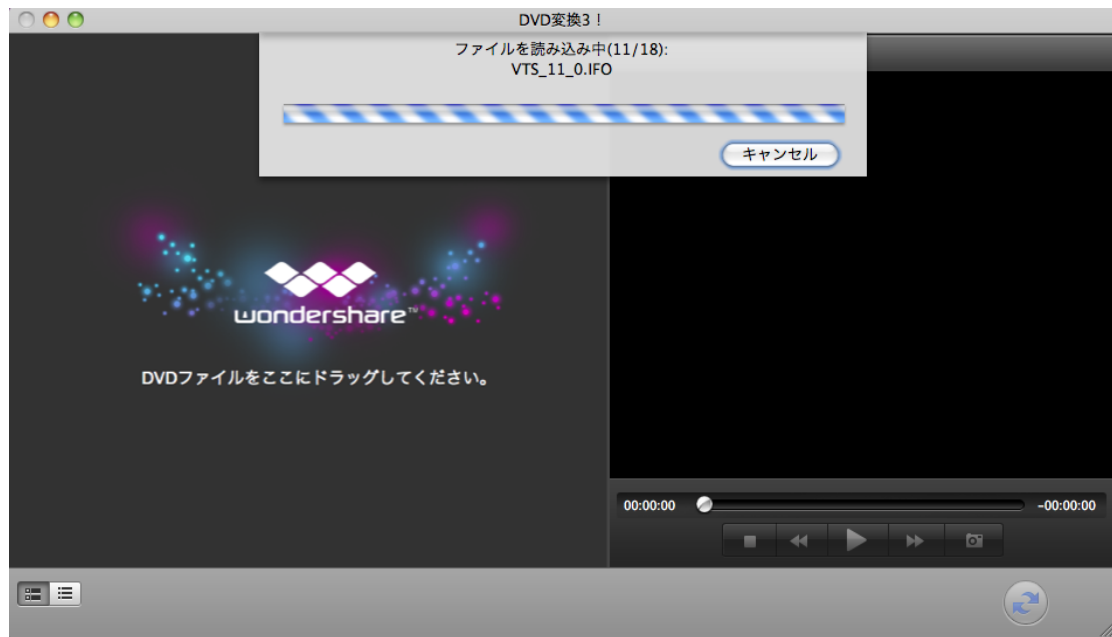 DVD変換3！
ファイルを読み込み中(11/18):
VTS_11_0.IFO
キャンセル
wondershare™
DVDファイルをここにドラッグしてください。
00:00:00
-00:00:00